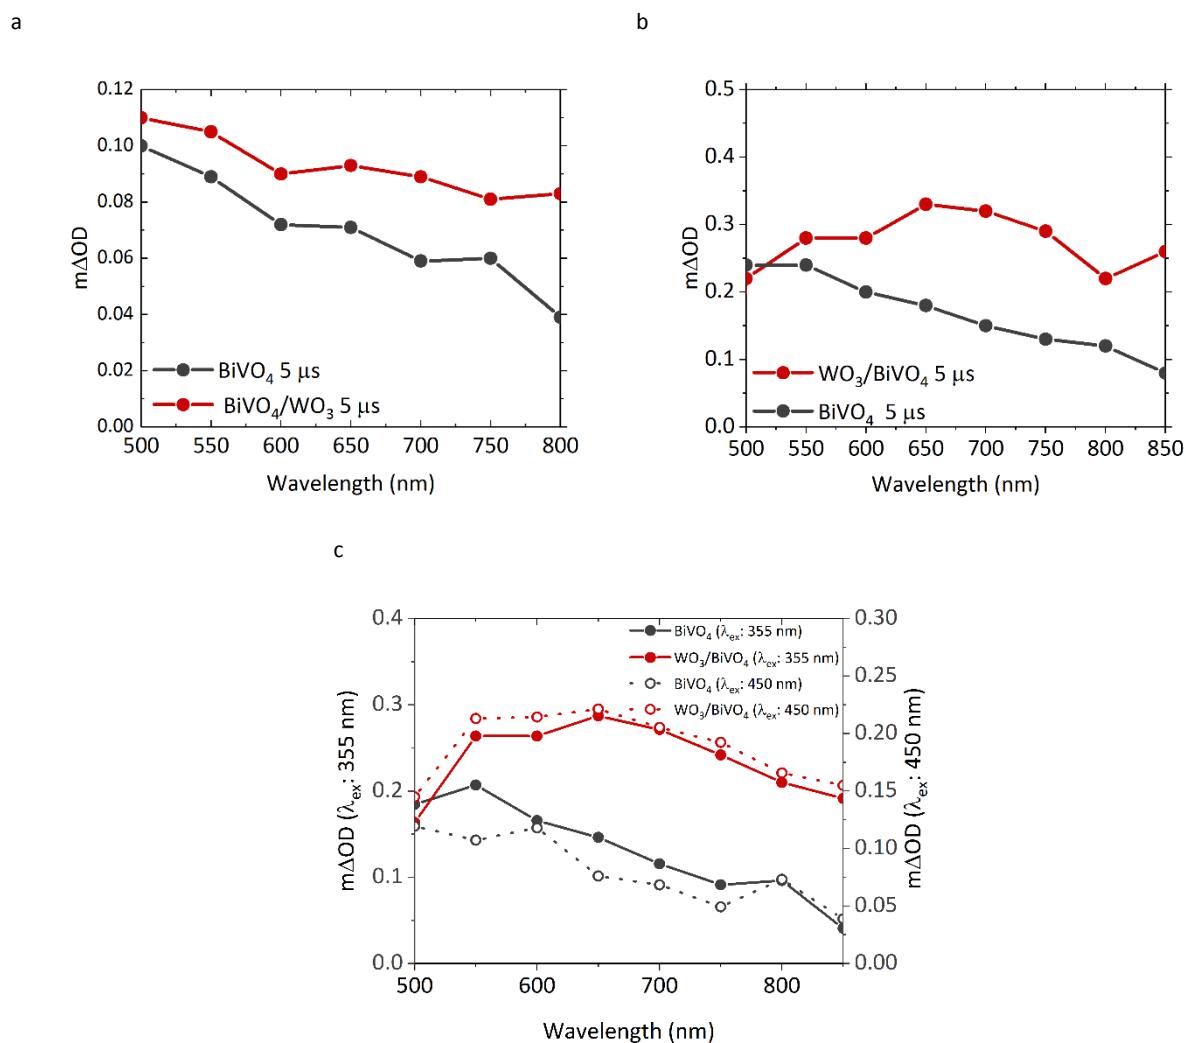 a
b
0.12
0.10
0.08
0.06
0.04
0.02
0.00
mΔOD
BiVO₄ 5 μs
BiVO₄/WO₃ 5 μs
500 550 600 650 700 750 800
Wavelength (nm)
0.5
0.4
0.3
0.2
0.1
0.0
mΔOD
WO₃/BiVO₄ 5 μs
BiVO₄ 5 μs
500 550 600 650 700 750 800 850
Wavelength (nm)
c
0.4
0.3
0.2
0.1
0.0
mΔOD (λₑₓ: 355 nm)
BiVO₄ (λₑₓ: 355 nm)
WO₃/BiVO₄ (λₑₓ: 355 nm)
BiVO₄ (λₑₓ: 450 nm)
WO₃/BiVO₄ (λₑₓ: 450 nm)
0.30
0.25
0.20
0.15
0.10
0.05
0.00
mΔOD (λₑₓ: 450 nm)
500 600 700 800
Wavelength (nm)